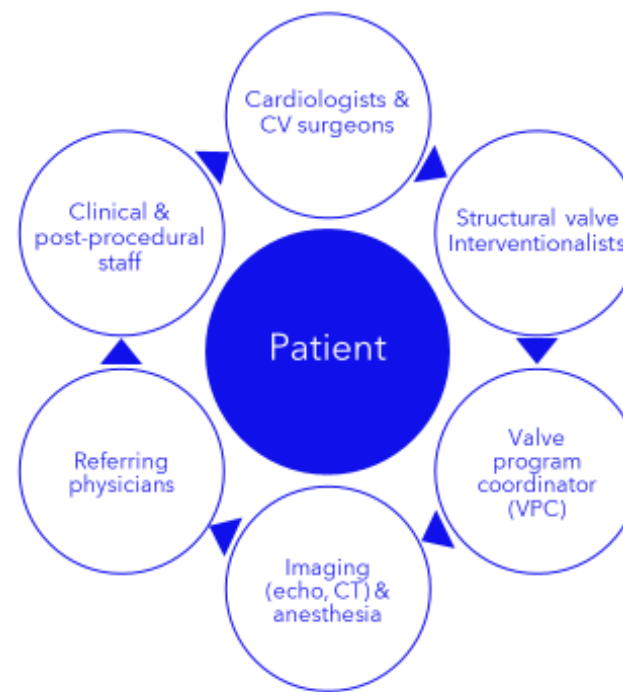 Cardiologists &
CV surgeons
Structural valve
Interventionalists
Valve
program
coordinator
(VPC)
Imaging
(echo, CT) &
anesthesia
Referring
physicians
Clinical &
post-procedural
staff
Patient